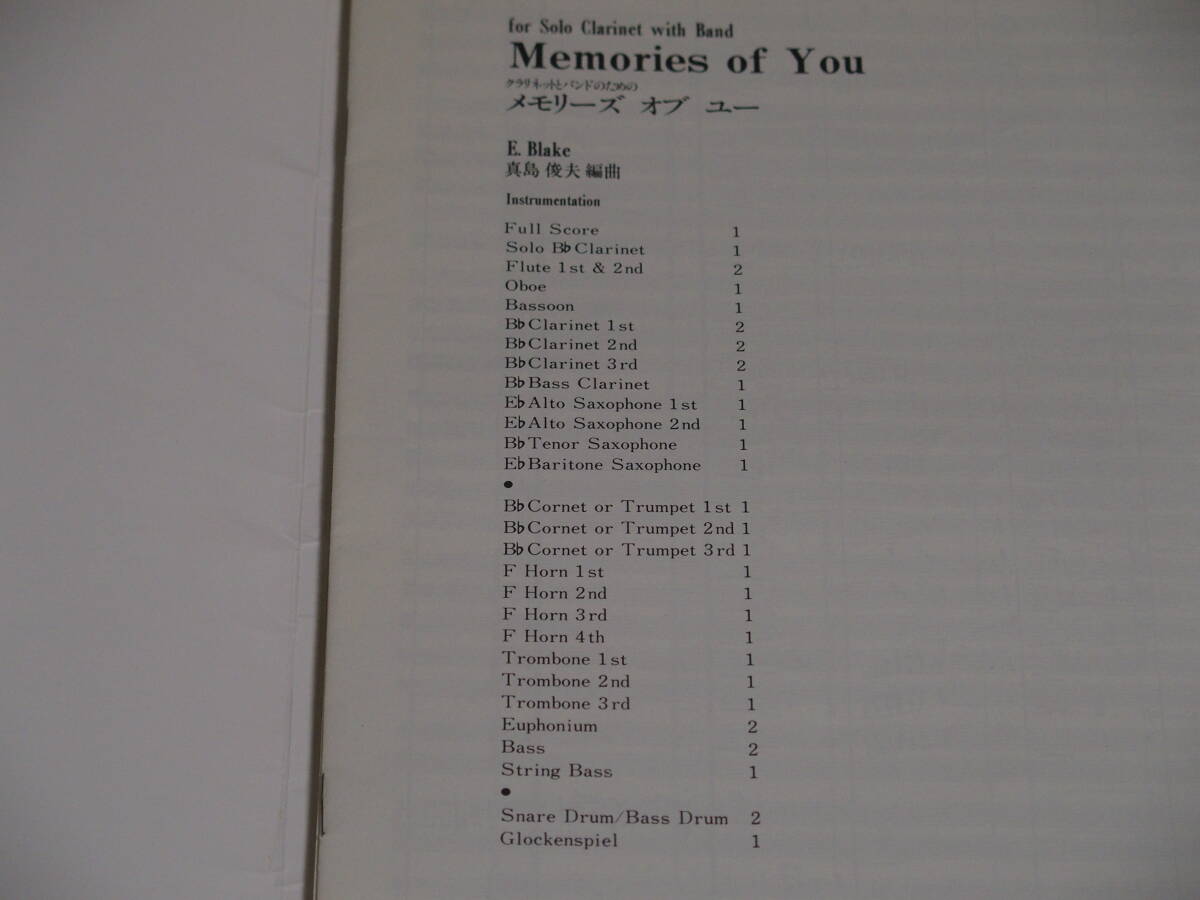 for Solo Clarinet with Band
Memories of You
クラリネットとバンドのための
メモリーズ オブ ユー
E. Blake
真島俊夫編曲
Instrumentation
Full Score 1
Solo B♭Clarinet 1
Flute 1st & 2nd 2
Oboe 1
Bassoon 1
B♭Clarinet 1st 2
B♭Clarinet 2nd 2
B♭Clarinet 3rd 2
B♭Bass Clarinet 1
E♭Alto Saxophone 1st 1
E♭Alto Saxophone 2nd 1
B♭Tenor Saxophone 1
E♭Baritone Saxophone 1
●
B♭Cornet or Trumpet 1st 1
B♭Cornet or Trumpet 2nd 1
B♭Cornet or Trumpet 3rd 1
F Horn 1st 1
F Horn 2nd 1
F Horn 3rd 1
F Horn 4th 1
Trombone 1st 1
Trombone 2nd 1
Trombone 3rd 1
Euphonium 2
Bass 2
String Bass 1
●
Snare Drum/Bass Drum 2
Glockenspiel 1